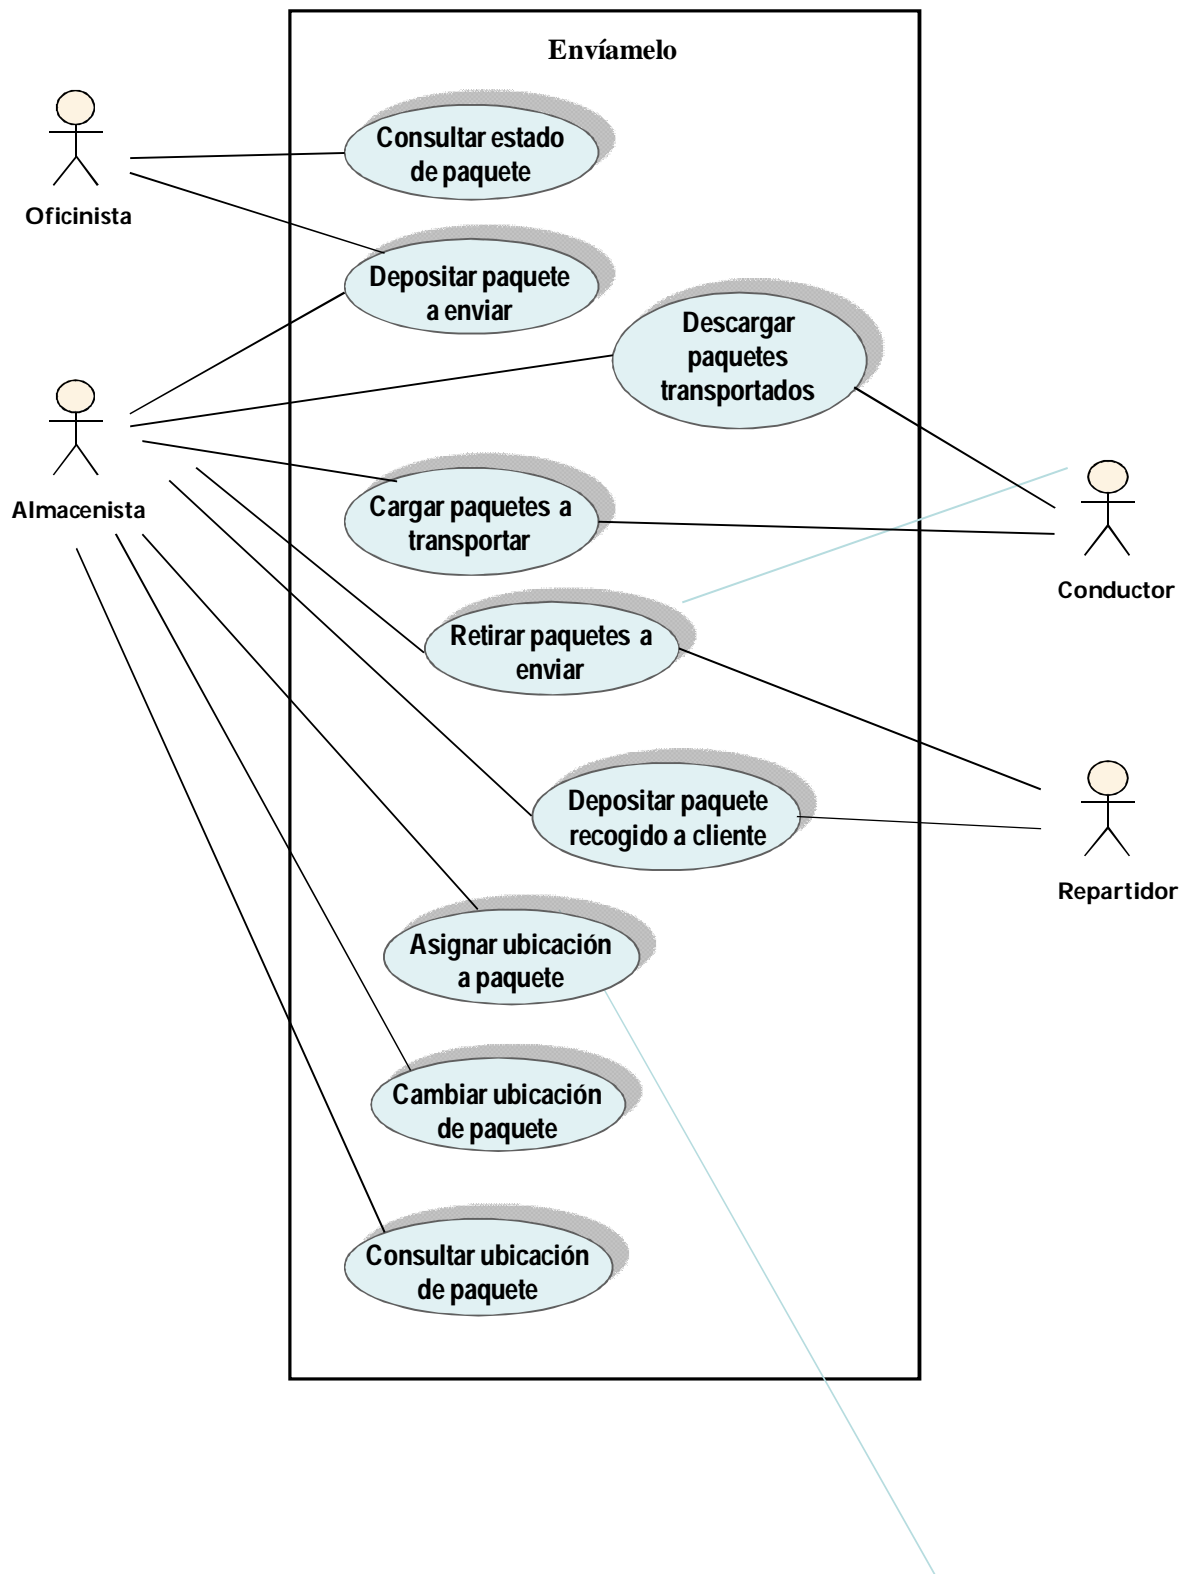 Envíamelo
Consultar estado
de paquete
Oficinista
Depositar paquete
a enviar
Descargar
paquetes
transportados
Almacenista
Cargar paquetes a
transportar
Conductor
Retirar paquetes a
enviar
Depositar paquete
recogido a cliente
Repartidor
Asignar ubicación
a paquete
Cambiar ubicación
de paquete
Consultar ubicación
de paquete